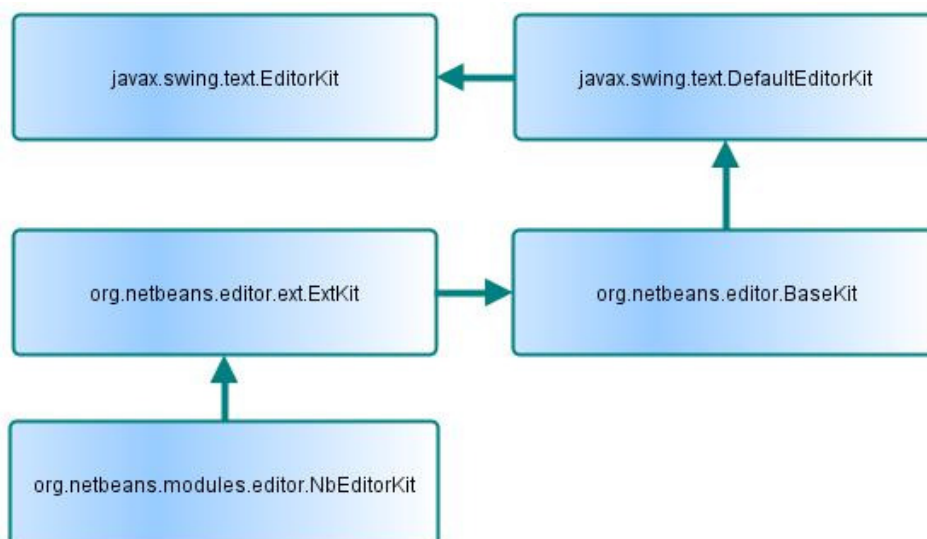 javax.swing.text.EditorKit
javax.swing.text.DefaultEditorKit
org.netbeans.editor.ext.ExtKit
org.netbeans.editor.BaseKit
org.netbeans.modules.editor.NbEditorKit